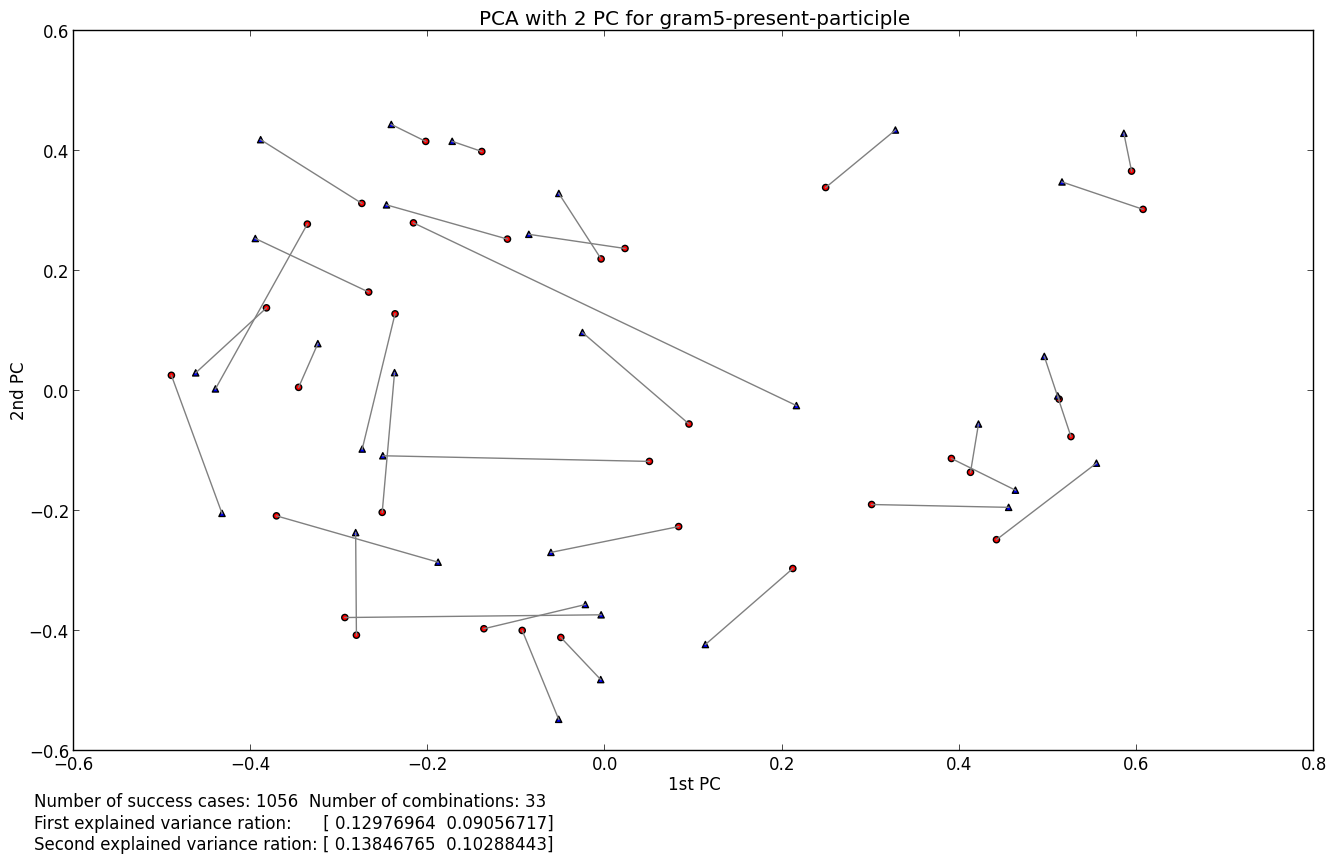 PCA with 2 PC for gram5-present-participle
0.6
0.4
0.2
0.0
−0.2
−0.4
−0.6
2nd PC
−0.6 −0.4 −0.2 0.0 0.2 0.4 0.6 0.8
1st PC
Number of success cases: 1056 Number of combinations: 33
First explained variance ration: [ 0.12976964 0.09056717]
Second explained variance ration: [ 0.13846765 0.10288443]